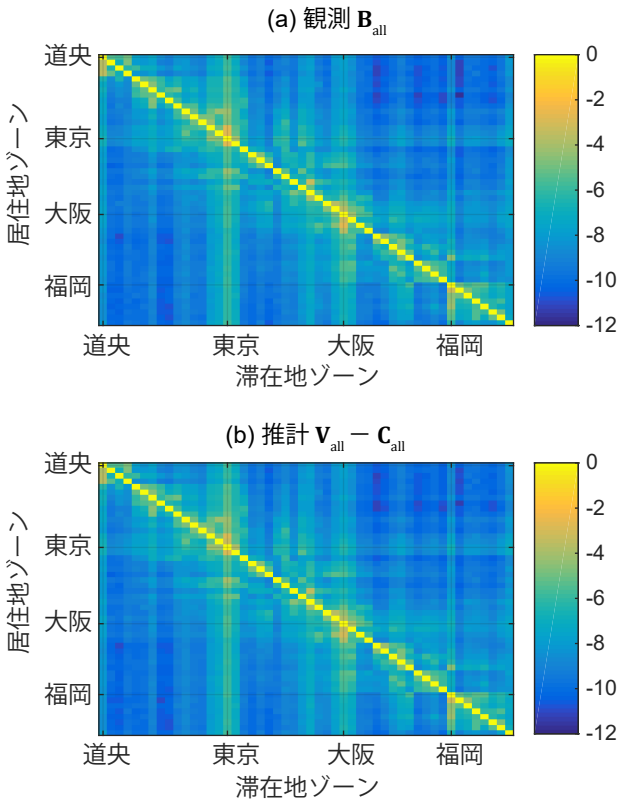 (a) 観測 B_all
道央
東京
大阪
福岡
居住地ゾーン
道央 東京 大阪 福岡
滞在地ゾーン
0
-2
-4
-6
-8
-10
-12
(b) 推計 V_all − C_all
道央
東京
大阪
福岡
居住地ゾーン
道央 東京 大阪 福岡
滞在地ゾーン
0
-2
-4
-6
-8
-10
-12